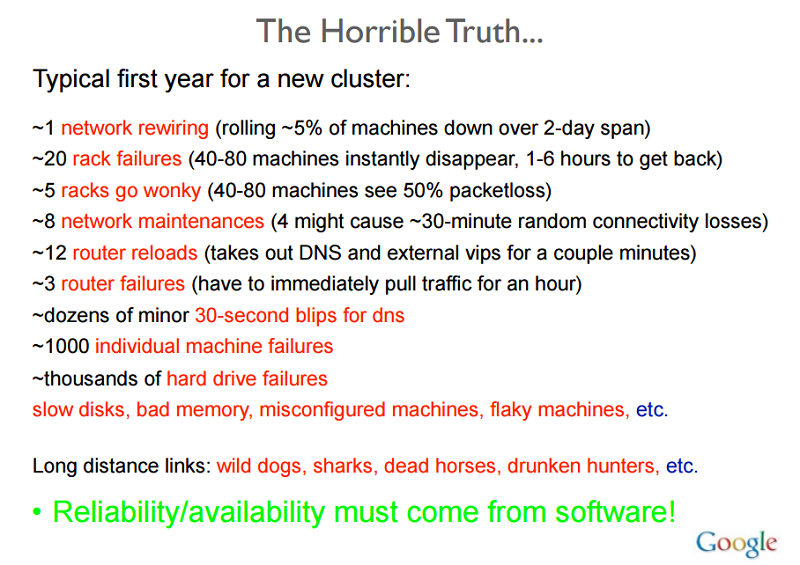 The Horrible Truth...
Typical first year for a new cluster:
~1 network rewiring (rolling ~5% of machines down over 2-day span)
~20 rack failures (40-80 machines instantly disappear, 1-6 hours to get back)
~5 racks go wonky (40-80 machines see 50% packetloss)
~8 network maintenances (4 might cause ~30-minute random connectivity losses)
~12 router reloads (takes out DNS and external vips for a couple minutes)
~3 router failures (have to immediately pull traffic for an hour)
~dozens of minor 30-second blips for dns
~1000 individual machine failures
~thousands of hard drive failures
slow disks, bad memory, misconfigured machines, flaky machines, etc.
Long distance links: wild dogs, sharks, dead horses, drunken hunters, etc.
• Reliability/availability must come from software!
Google